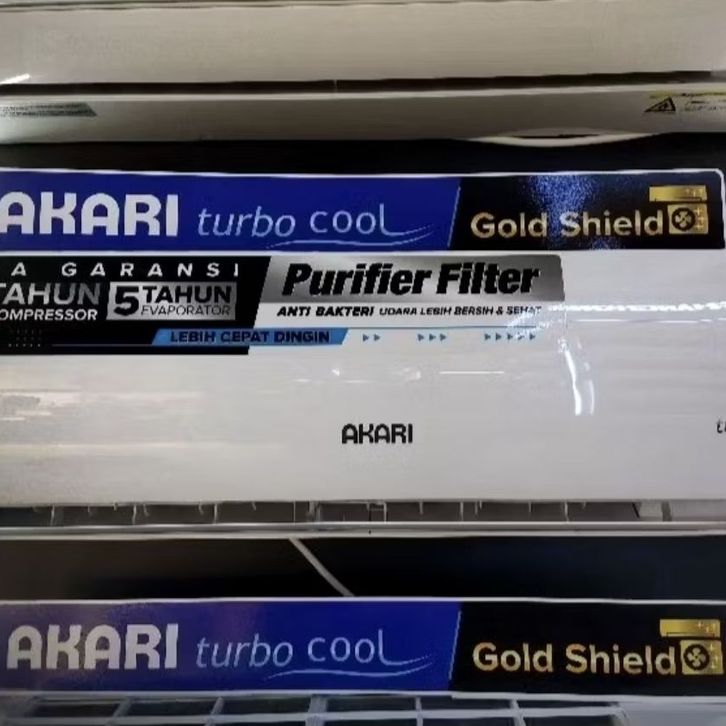 AKARI turbo cool Gold Shield
A GARANSI
TAHUN 5 TAHUN
OMPRESSOR EVAPORATOR
Purifier Filter
ANTI BAKTERI UDARA LEBIH BERSIH & SEHAT
LEBIH CEPAT DINGIN
AKARI
AKARI turbo cool Gold Shield